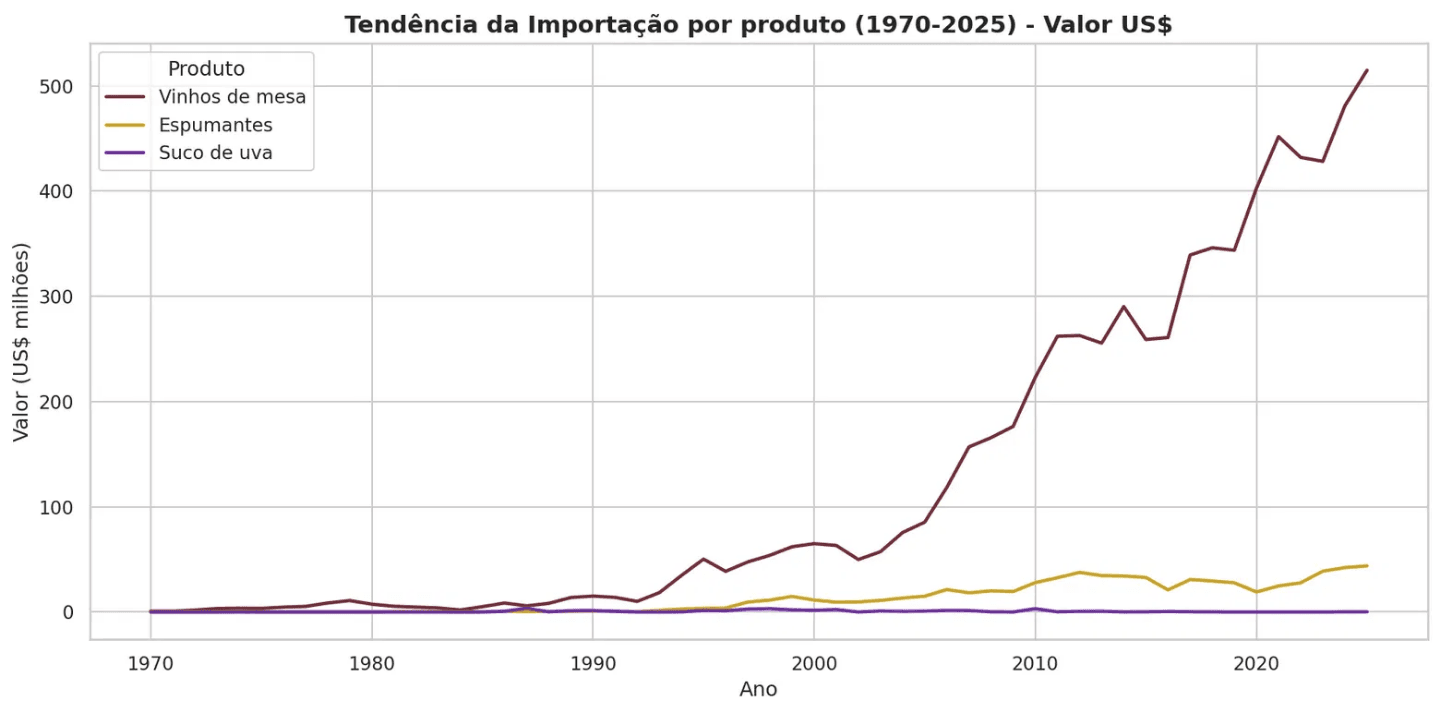 Tendência da Importação por produto (1970-2025) - Valor US$
Produto
Vinhos de mesa
Espumantes
Suco de uva
Valor (US$ milhões)
500
400
300
200
100
0
1970 1980 1990 2000 2010 2020
Ano